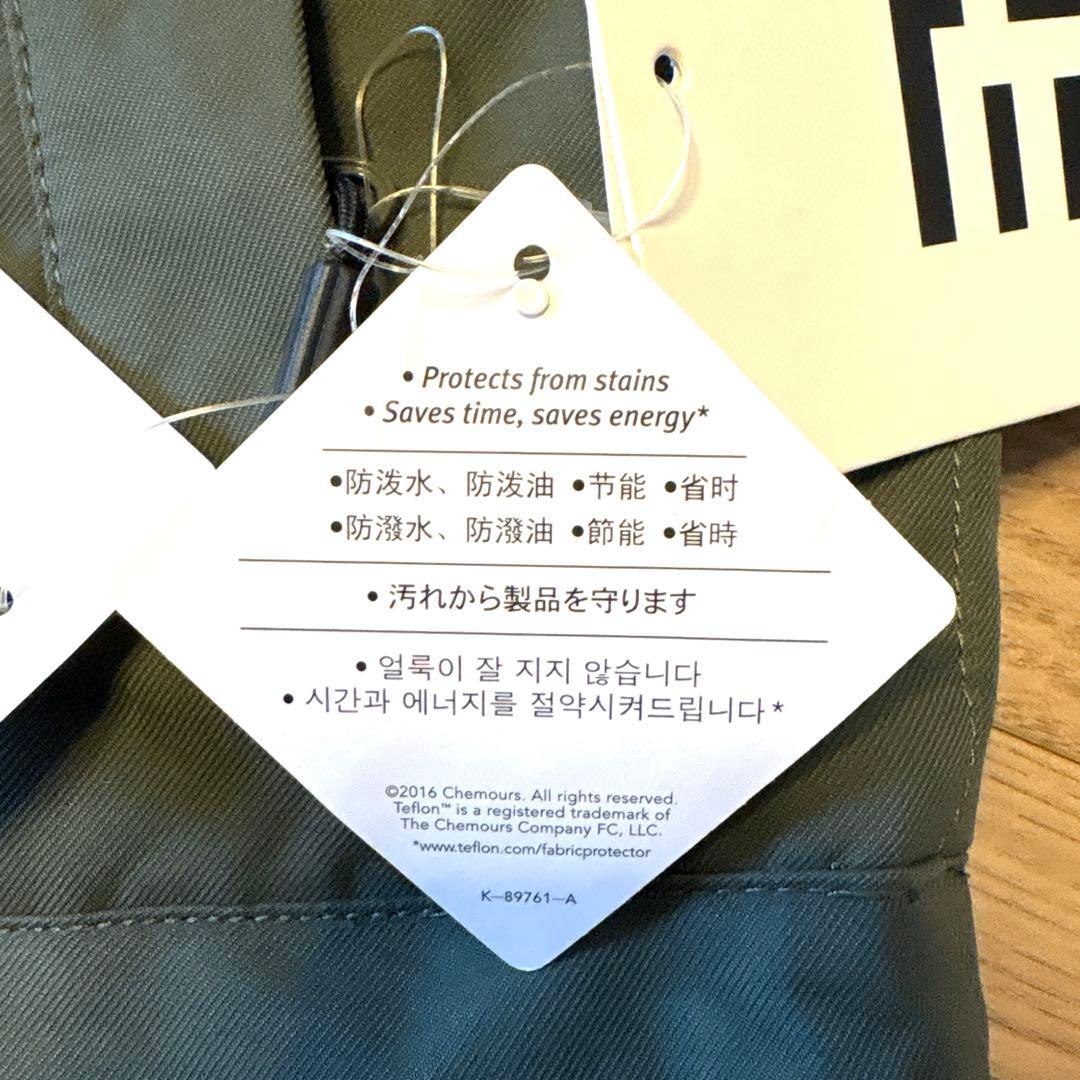 • Protects from stains
• Saves time, saves energy*
•防泼水、防泼油 •节能 •省时
•防潑水、防潑油 •節能 •省時
• 汚れから製品を守ります
• 얼룩이 잘 지지 않습니다
• 시간과 에너지를 절약시켜드립니다*
©2016 Chemours. All rights reserved.
Teflon™ is a registered trademark of
The Chemours Company FC, LLC.
*www.teflon.com/fabricprotector
K—89761—A